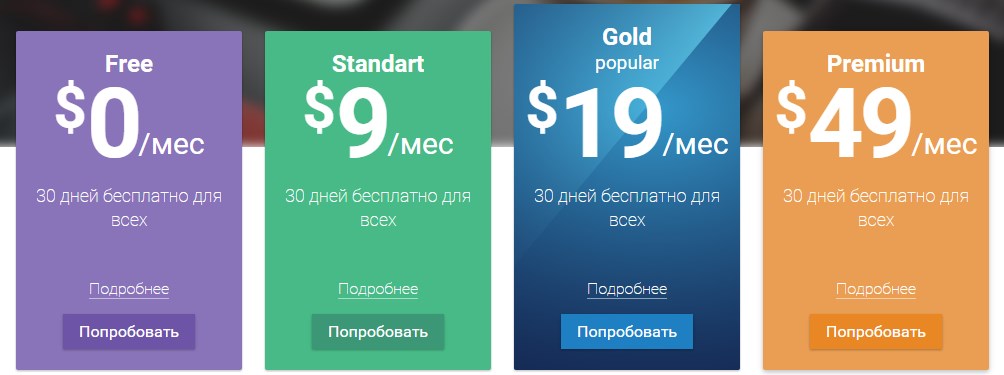 Free
$0/мес
30 дней бесплатно для
всех
Подробнее
Попробовать
Standart
$9/мес
30 дней бесплатно для
всех
Подробнее
Попробовать
Gold
popular
$19/мес
30 дней бесплатно для
всех
Подробнее
Попробовать
Premium
$49/мес
30 дней бесплатно для
всех
Подробнее
Попробовать